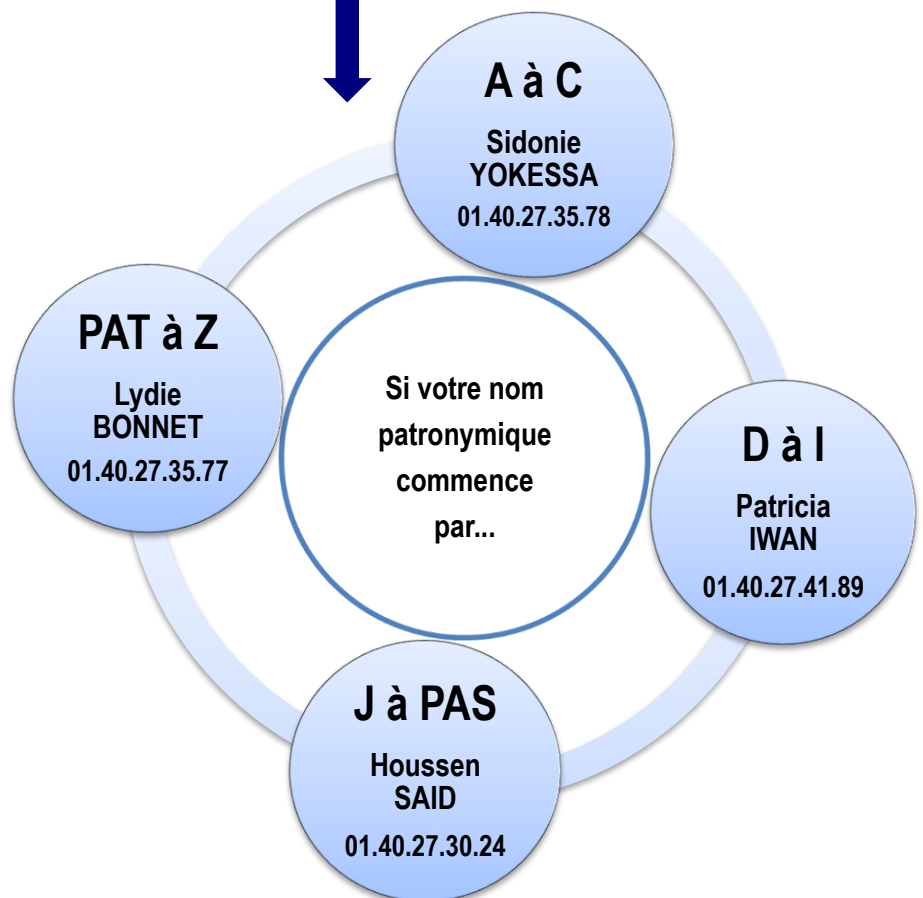 A à C
Sidonie
YOKESSA
01.40.27.35.78
PAT à Z
Lydie
BONNET
01.40.27.35.77
Si votre nom
patronymique
commence
par...
D à I
Patricia
IWAN
01.40.27.41.89
J à PAS
Houssen
SAID
01.40.27.30.24